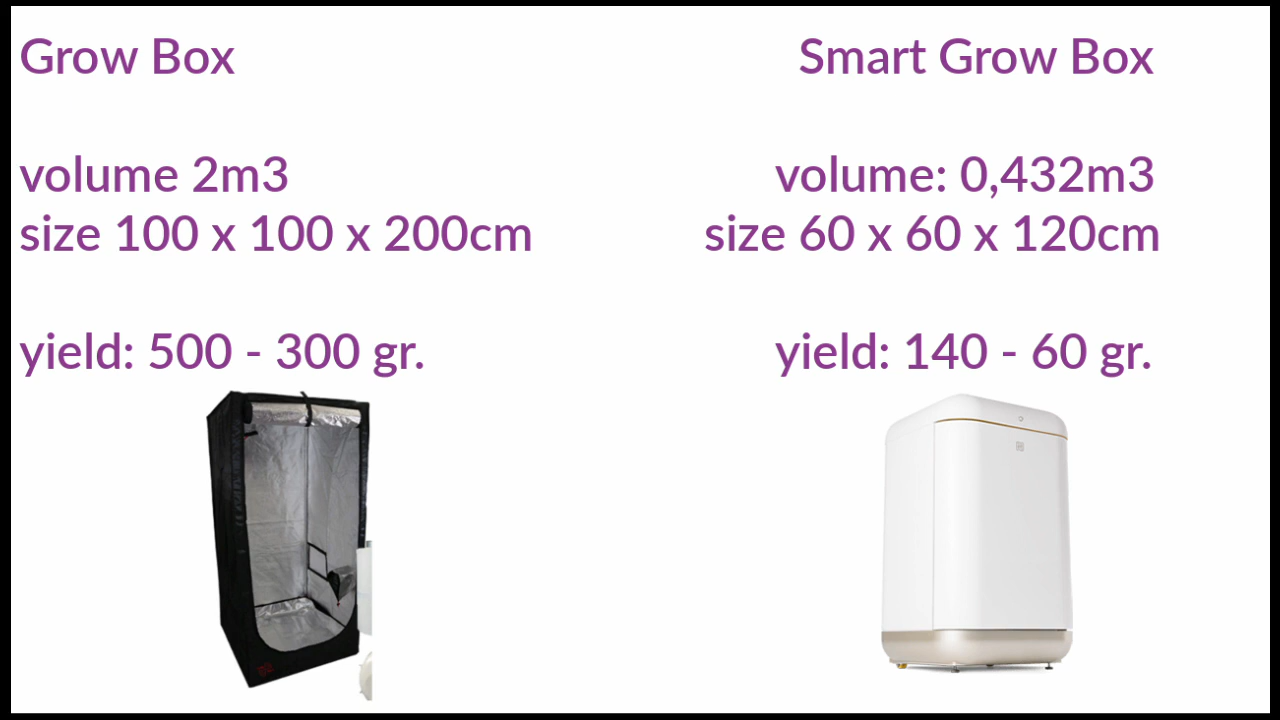 Grow Box
volume 2m3
size 100 x 100 x 200cm
yield: 500 - 300 gr.
Smart Grow Box
volume: 0,432m3
size 60 x 60 x 120cm
yield: 140 - 60 gr.